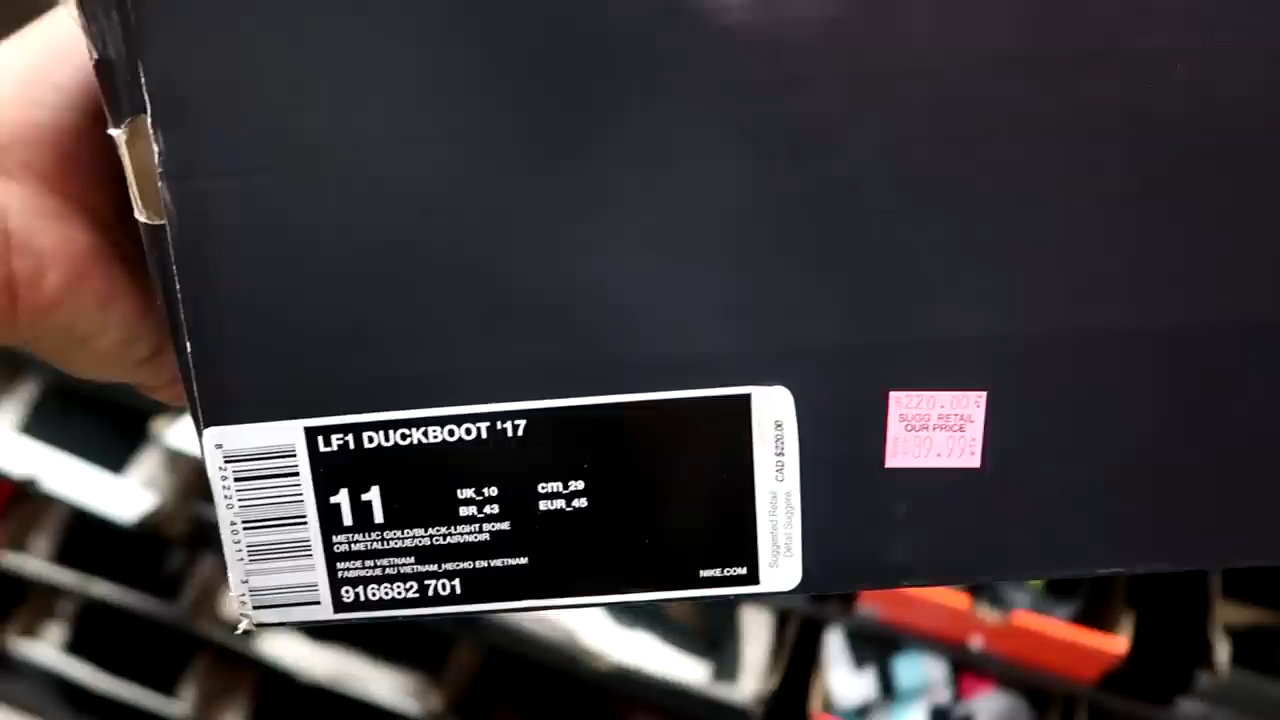 LF1 DUCKBOOT '17
11
UK_10
cm_29
BR_43
EUR_45
METALLIC GOLD/BLACK-LIGHT BONE
OR METALLIQUE/OS CLAIR/NOIR
MADE IN VIETNAM
FABRIQUE AU VIETNAM_HECHO EN VIETNAM
916682 701
NIKE.COM
Suggested Retail CAD $220.00
Détail Suggéré
$220.00
SUGG. RETAIL
OUR PRICE
89.99